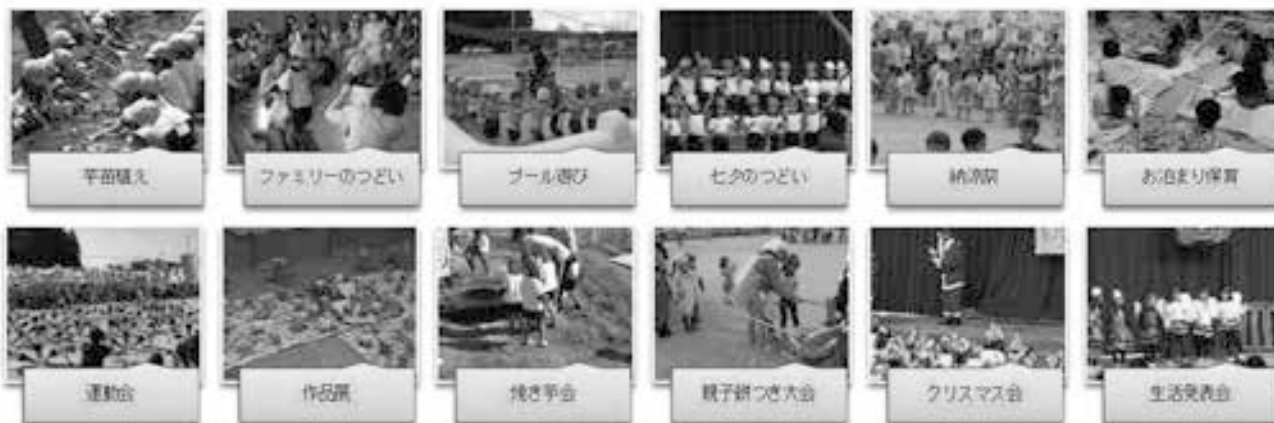 芋苗植え
ファミリーのつどい
プール遊び
七夕のつどい
納涼祭
お泊まり保育
運動会
作品展
焼き芋会
親子餅つき大会
クリスマス会
生活発表会